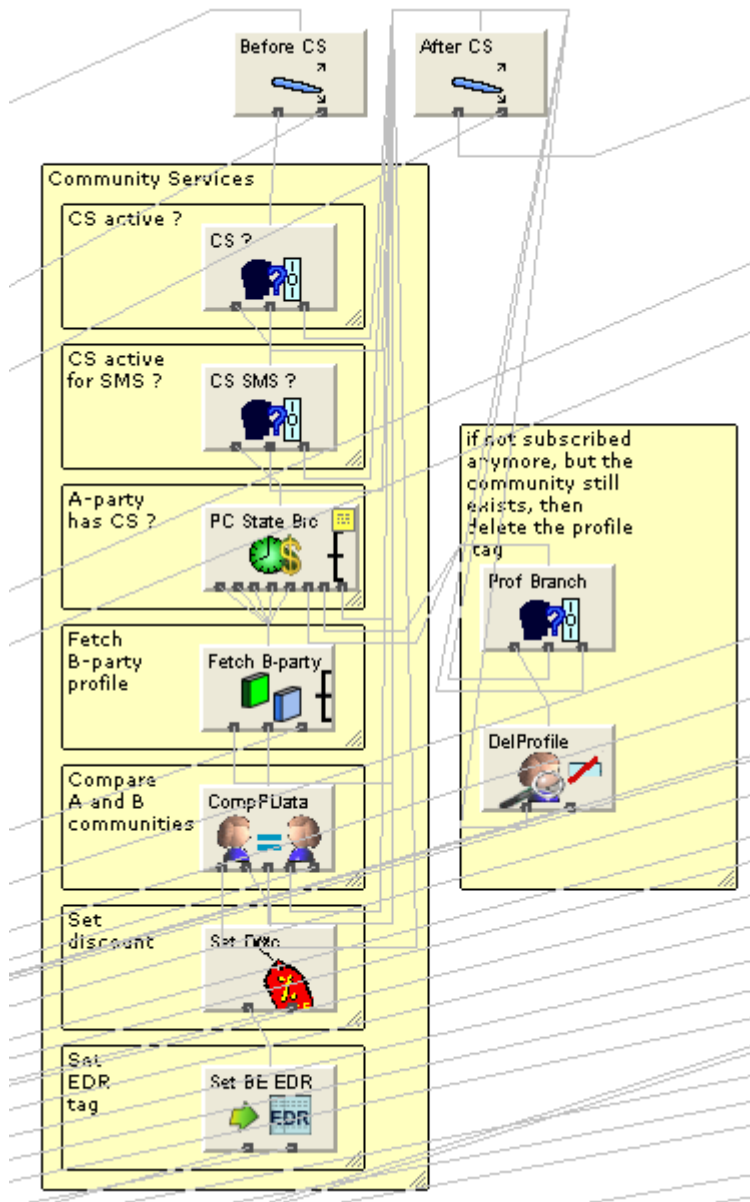 Before CS
After CS
Community Services
CS active ?
CS ?
CS active
for SMS ?
CS SMS ?
A-party
has CS ?
PC State Brc
Fetch
B-party
profile
Fetch B-party
Compare
A and B
communities
CompPData
Set
discount
Set
Set
EDR
tag
Set BE EDR
EDR
if not subscribed
anymore, but the
community still
exists, then
delete the profile
tag
Prof Branch
DelProfile